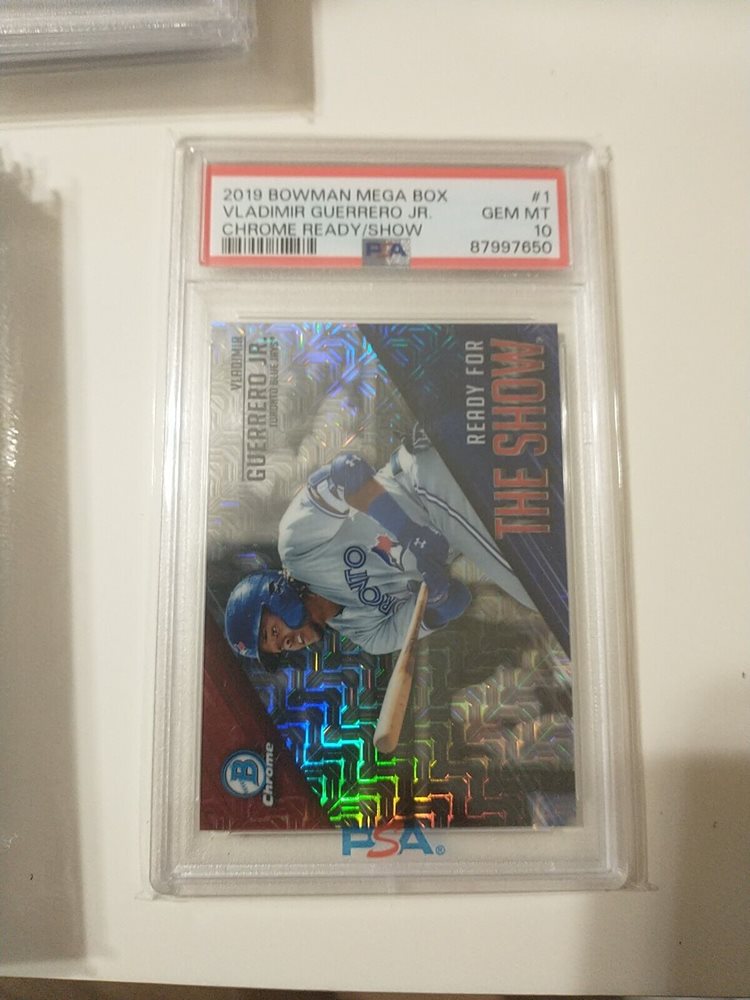 2019 BOWMAN MEGA BOX #1
VLADIMIR GUERRERO JR. GEM MT
CHROME READY/SHOW 10
PSA 87997650
VLADIMIR
GUERRERO JR.
TORONTO BLUE JAYS
READY FOR
THE SHOW
ORONTO
B
Chrome
PSA®